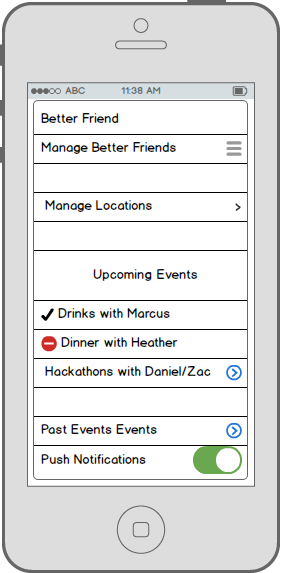 ABC 11:38 AM
Better Friend
Manage Better Friends
Manage Locations
Upcoming Events
Drinks with Marcus
Dinner with Heather
Hackathons with Daniel/Zac
Past Events Events
Push Notifications